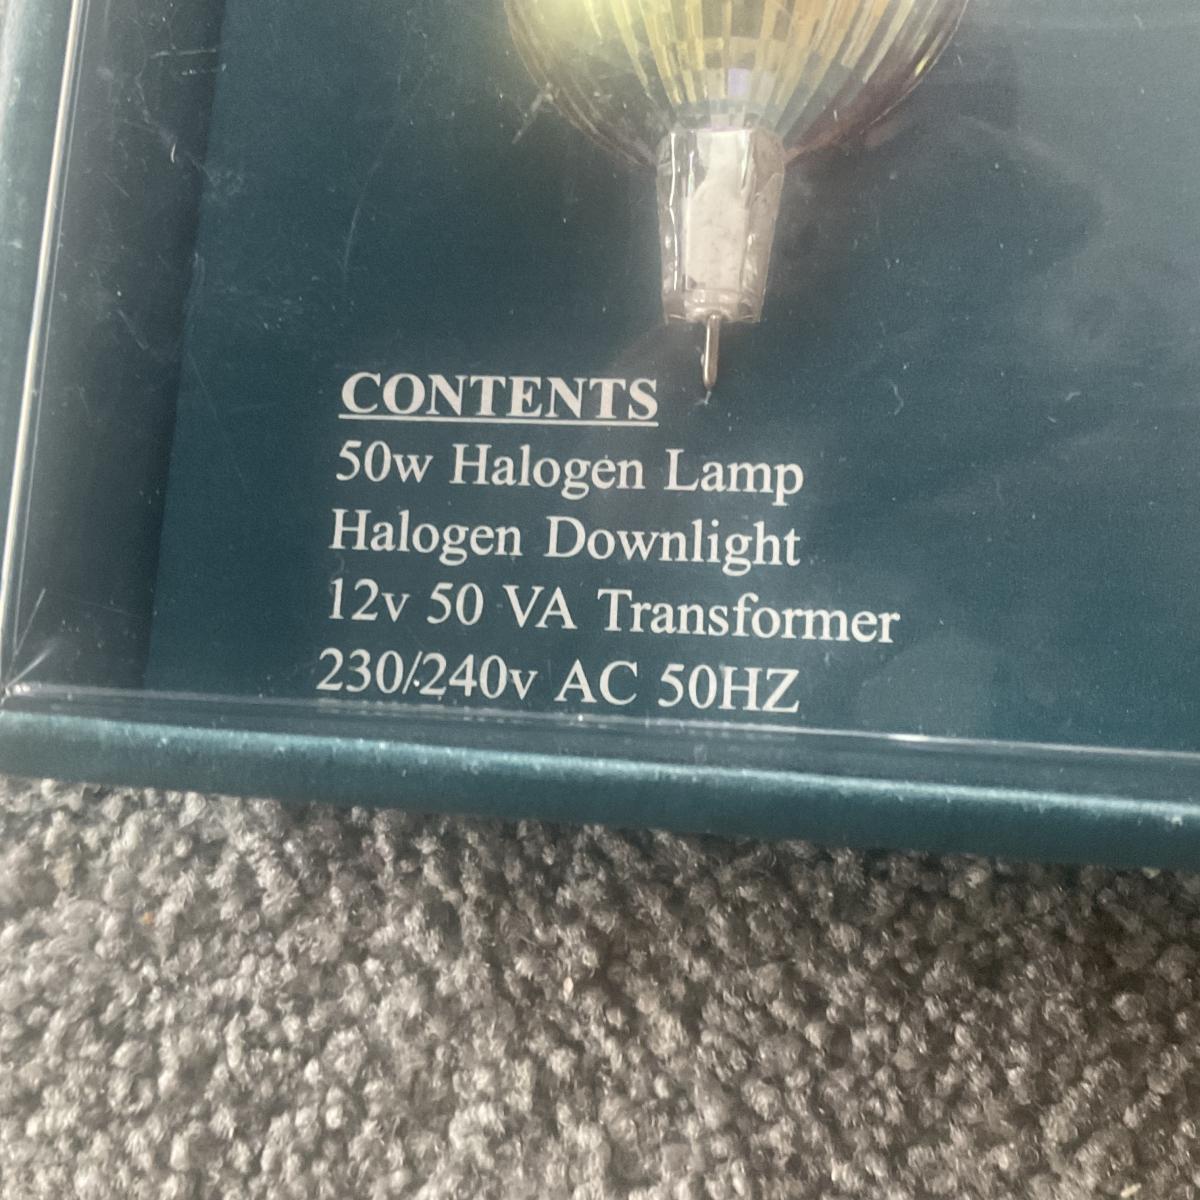 CONTENTS
50w Halogen Lamp
Halogen Downlight
12v 50 VA Transformer
230/240v AC 50HZ